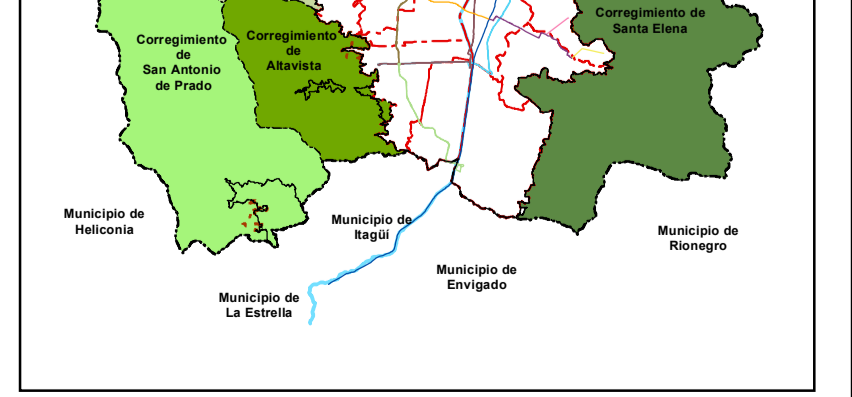 Corregimiento de
Santa Elena
Corregimiento
de
San Antonio
de Prado
Corregimiento
de
Altavista
Municipio de
Heliconia
Municipio de
Itagüí
Municipio de
Rionegro
Municipio de
Envigado
Municipio de
La Estrella